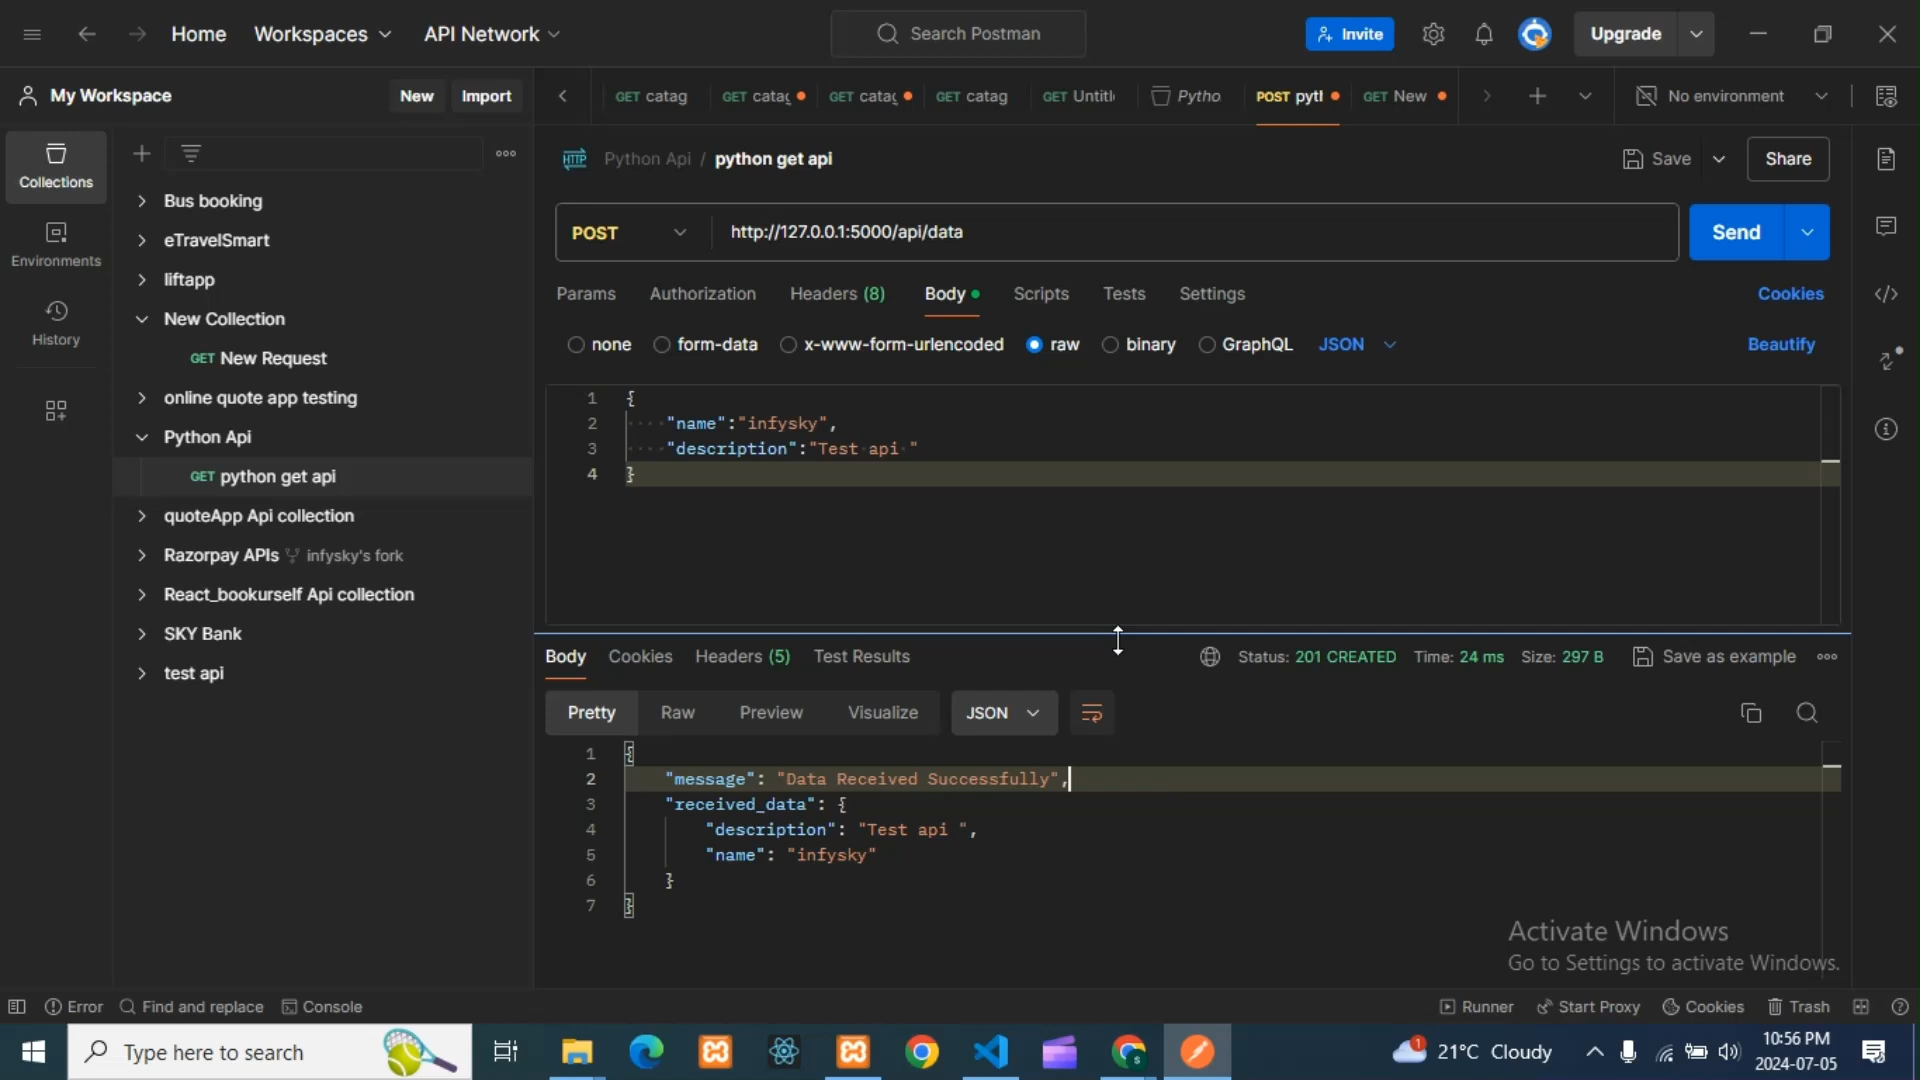 Home Workspaces API Network Search Postman Invite Upgrade
My Workspace New Import GET catag GET catag GET catag GET catag GET Untitl Pytho POST pyt GET New No environment
Collections
Environments
History
Bus booking
eTravelSmart
liftapp
New Collection
GET New Request
online quote app testing
Python Api
GET python get api
quoteApp Api collection
Razorpay APIs infysky's fork
React_bookurself Api collection
SKY Bank
test api
HTTP Python Api / python get api Save Share
POST http://127.0.0.1:5000/api/data Send
Params Authorization Headers (8) Body Scripts Tests Settings Cookies
none form-data x-www-form-urlencoded raw binary GraphQL JSON Beautify
1 {
2 "name":"infysky",
3 "description":"Test api "
4 }
Body Cookies Headers (5) Test Results Status: 201 CREATED Time: 24 ms Size: 297 B Save as example
Pretty Raw Preview Visualize JSON
1 {
2 "message": "Data Received Successfully",
3 "received_data": {
4 "description": "Test api ",
5 "name": "infysky"
6 }
7 }
Activate Windows
Go to Settings to activate Windows.
Error Find and replace Console Runner Start Proxy Cookies Trash
Type here to search 1 21°C Cloudy 10:56 PM
2024-07-05